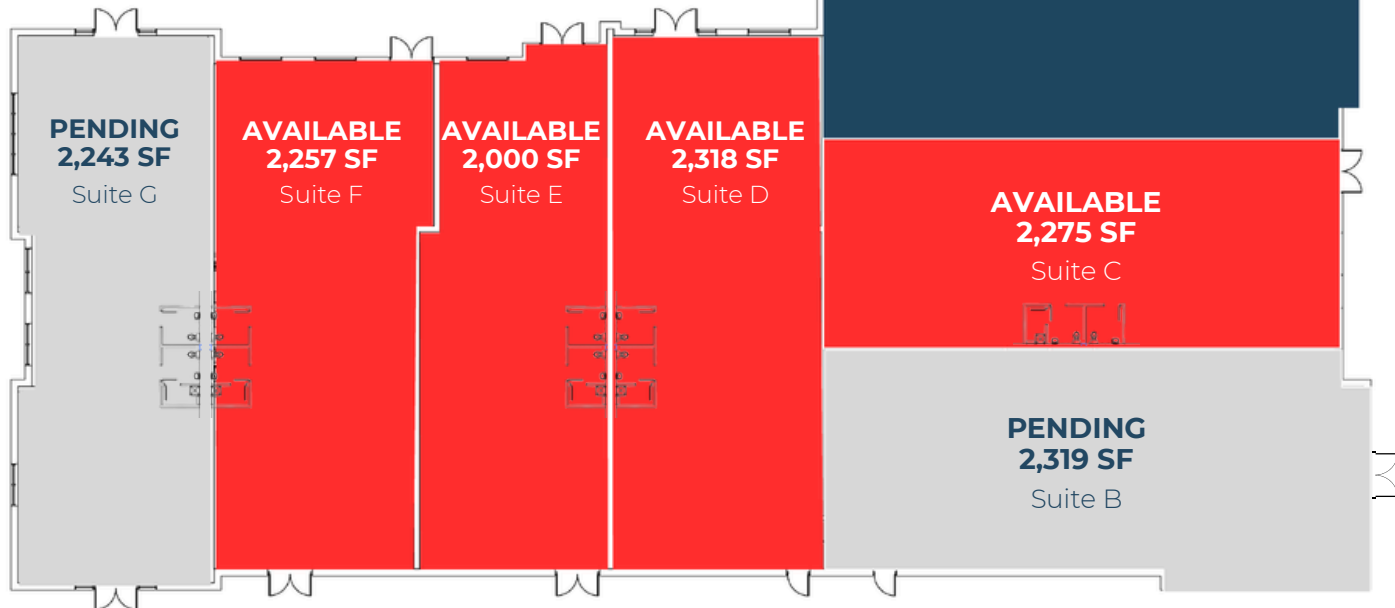 PENDING
2,243 SF
Suite G
AVAILABLE
2,257 SF
Suite F
AVAILABLE
2,000 SF
Suite E
AVAILABLE
2,318 SF
Suite D
AVAILABLE
2,275 SF
Suite C
PENDING
2,319 SF
Suite B